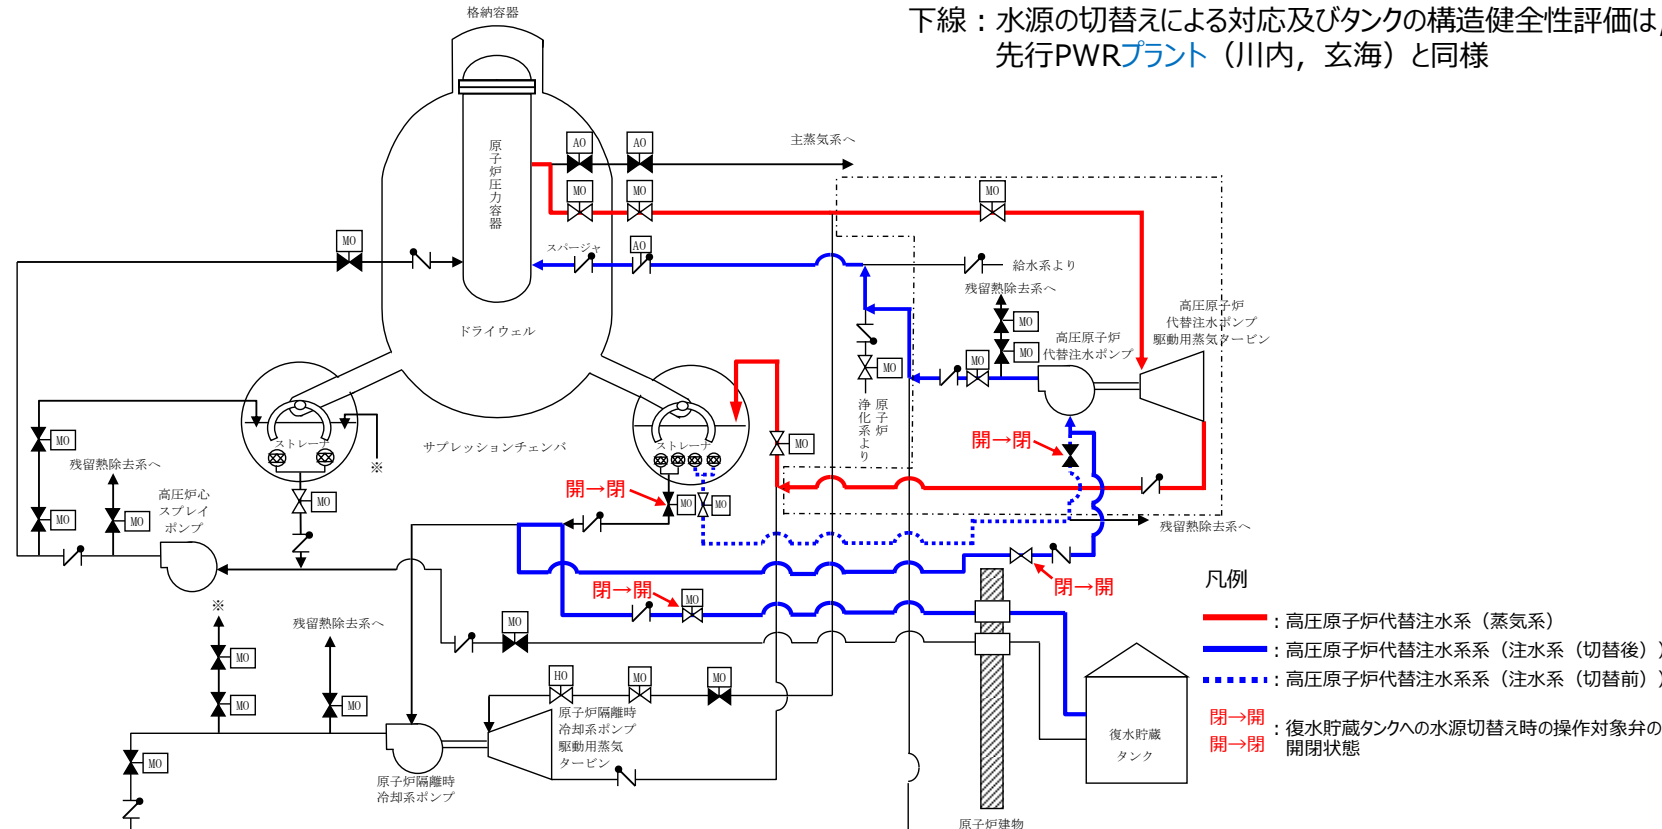 格納容器
下線：水源の切替えによる対応及びタンクの構造健全性評価は,
先行PWRプラント（川内，玄海）と同様
原子炉圧力容器
AO
AO
主蒸気系へ
MO
MO
MO
MO
スパージャ
AO
給水系より
残留熱除去系へ
MO
MO
高圧原子炉
代替注水ポンプ
駆動用蒸気タービン
高圧原子炉
代替注水ポンプ
ドライウェル
MO
MO
原子炉
浄化系より
ストレーナ
ストレーナ
サプレッションチェンバ
MO
MO
開→閉
残留熱除去系へ
※
高圧炉心
スプレイ
ポンプ
MO
MO
MO
開→閉
MO
MO
残留熱除去系へ
閉→開
閉→開
MO
凡例
：高圧原子炉代替注水系（蒸気系）
：高圧原子炉代替注水系系（注水系（切替後））
：高圧原子炉代替注水系系（注水系（切替前））
閉→開
開→閉
：復水貯蔵タンクへの水源切替え時の操作対象弁の
開閉状態
※
残留熱除去系へ
MO
MO
MO
MO
HO
MO
MO
原子炉隔離時
冷却系ポンプ
駆動用蒸気
タービン
復水貯蔵
タンク
MO
原子炉隔離時
冷却系ポンプ
原子炉建物